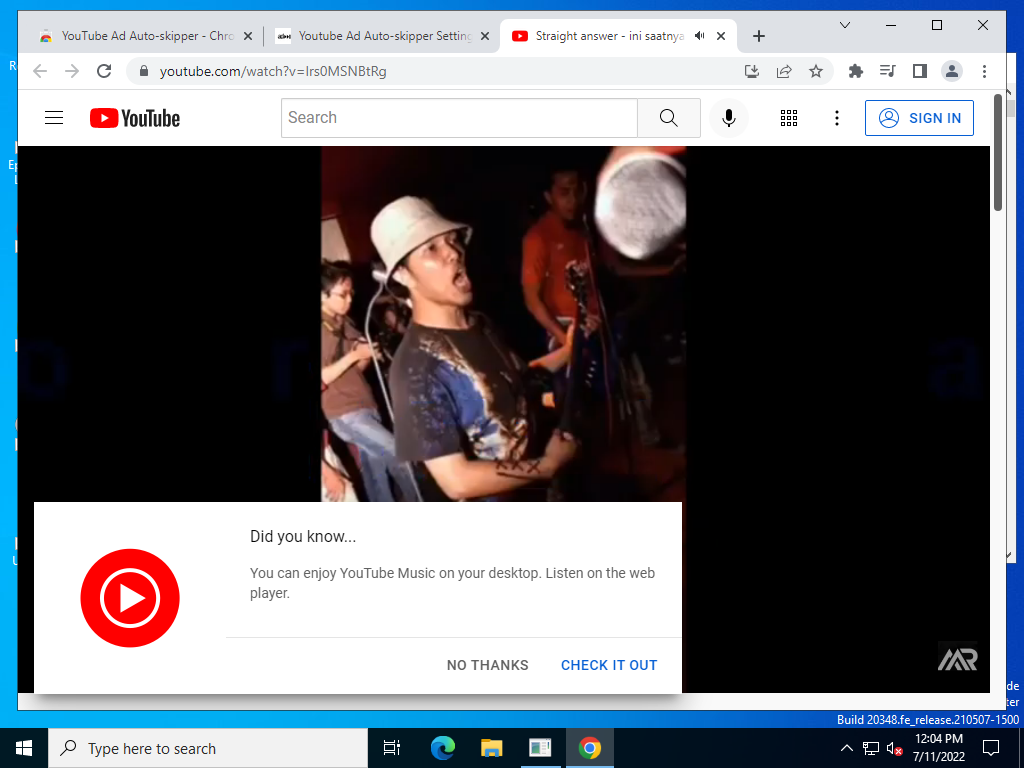 YouTube Ad Auto-skipper - Chro
Youtube Ad Auto-skipper Setting
Straight answer - ini saatnya
youtube.com/watch?v=Irs0MSNBtRg
YouTube
Search
SIGN IN
Did you know...
You can enjoy YouTube Music on your desktop. Listen on the web
player.
NO THANKS
CHECK IT OUT
MR
Build 20348.fe_release.210507-1500
Type here to search
12:04 PM
7/11/2022